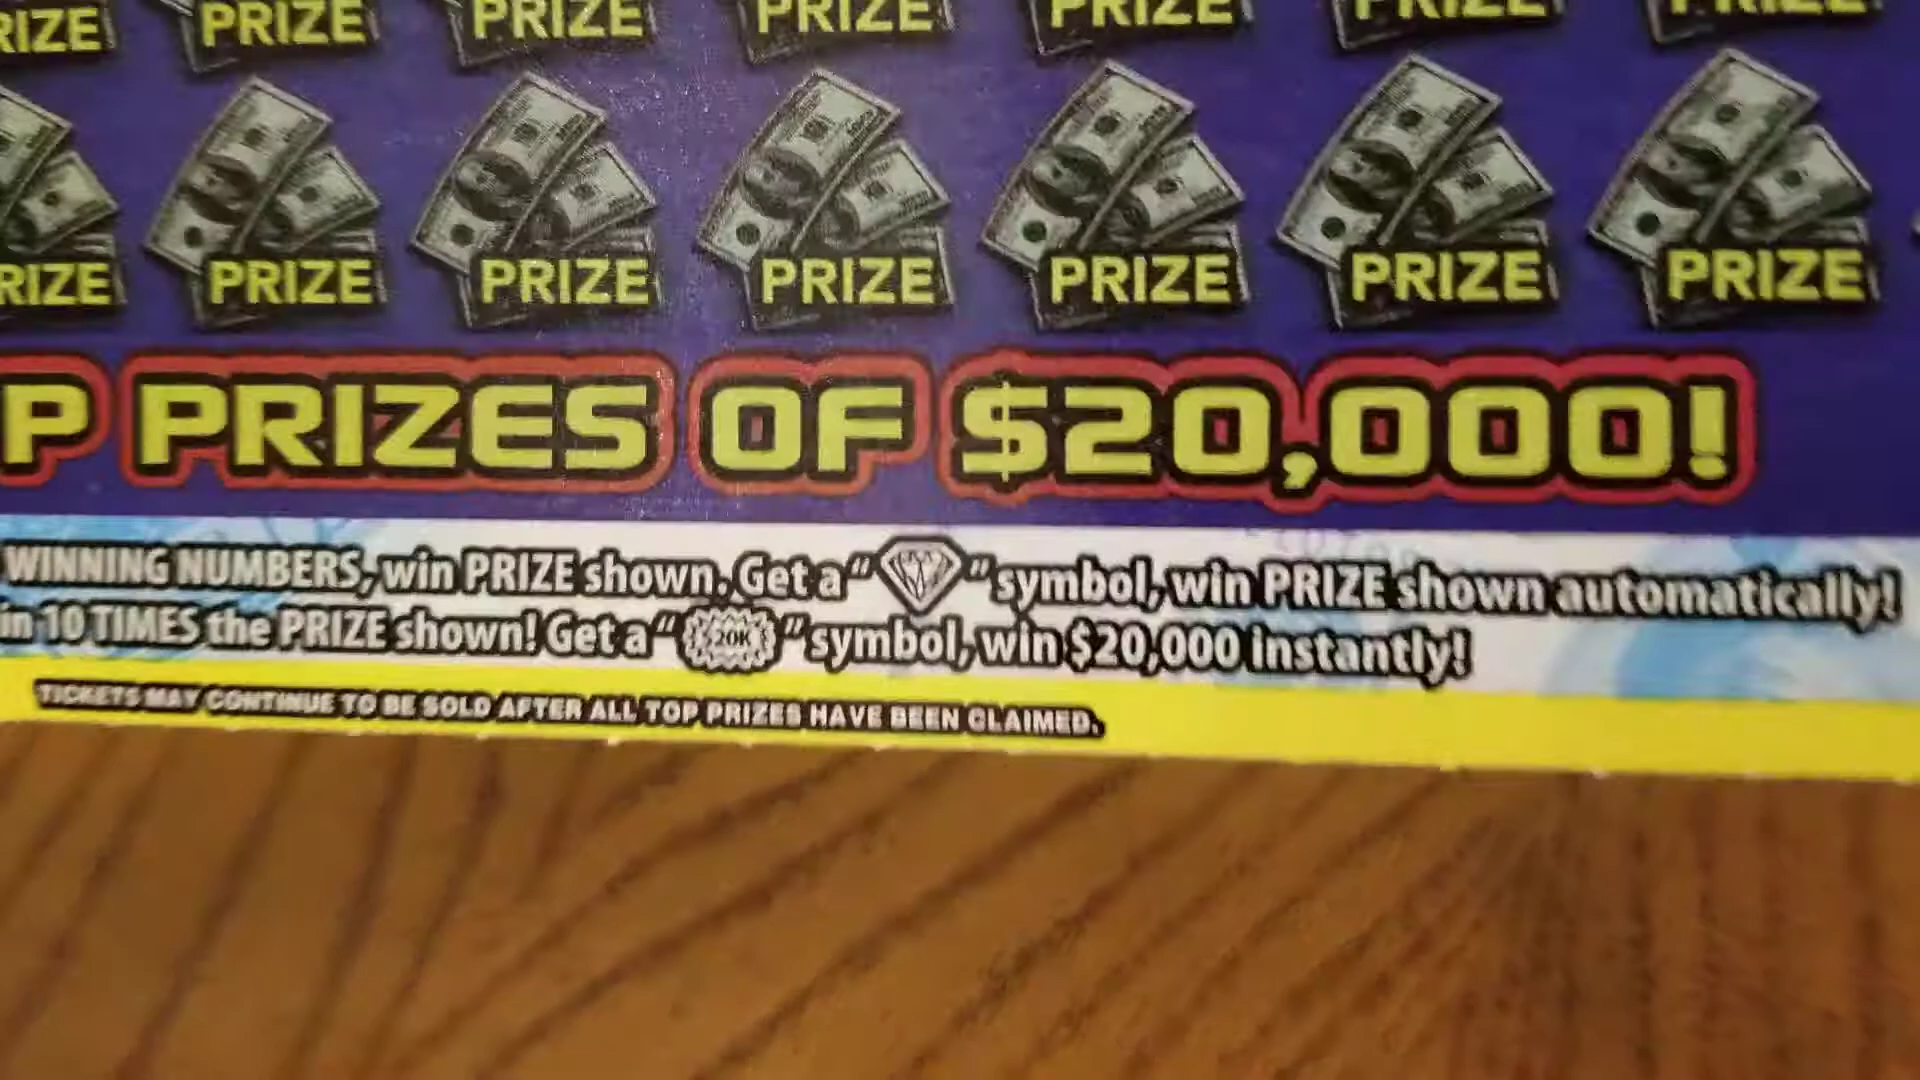 RIZE PRIZE PRIZE PRIZE PRIZE PRIZE PRIZE
RIZE PRIZE PRIZE PRIZE PRIZE PRIZE PRIZE
P PRIZES OF $20,000!
WINNING NUMBERS, win PRIZE shown. Get a " " symbol, win PRIZE shown automatically!
in 10 TIMES the PRIZE shown! Get a "20K" symbol, win $20,000 instantly!
TICKETS MAY CONTINUE TO BE SOLD AFTER ALL TOP PRIZES HAVE BEEN CLAIMED.